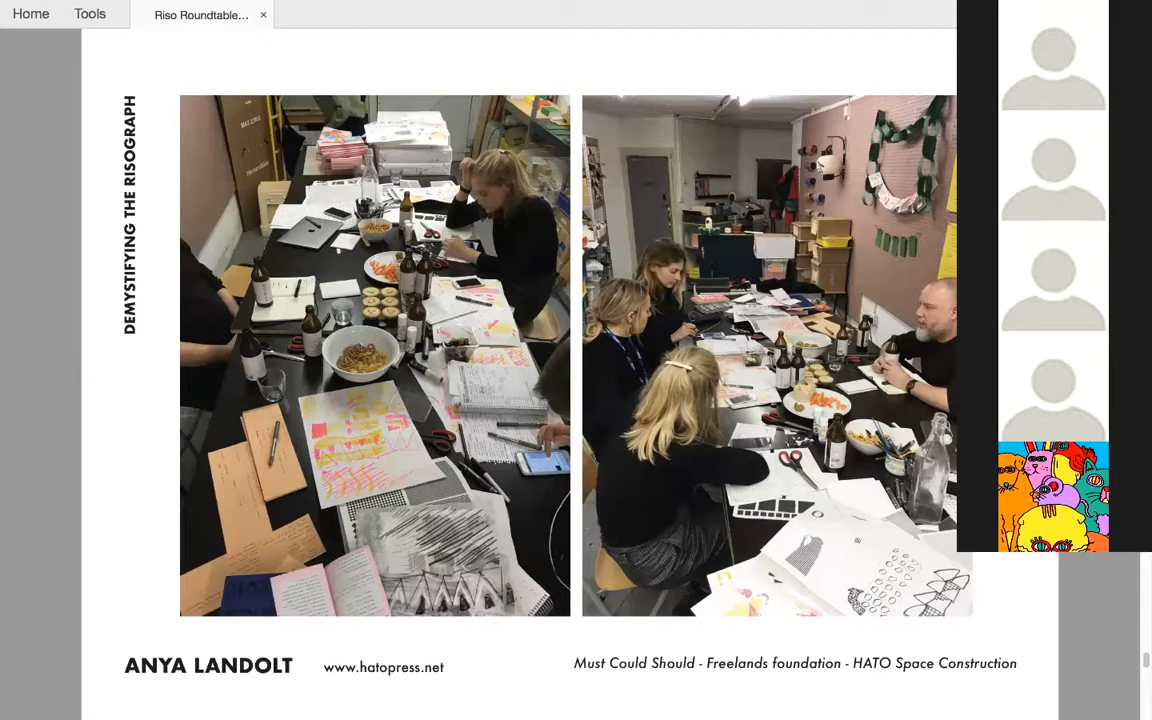 Home Tools Riso Roundtable... ×
DEMYSTIFYING THE RISOGRAPH
ANYA LANDOLT www.hatopress.net Must Could Should - Freelands foundation - HATO Space Construction